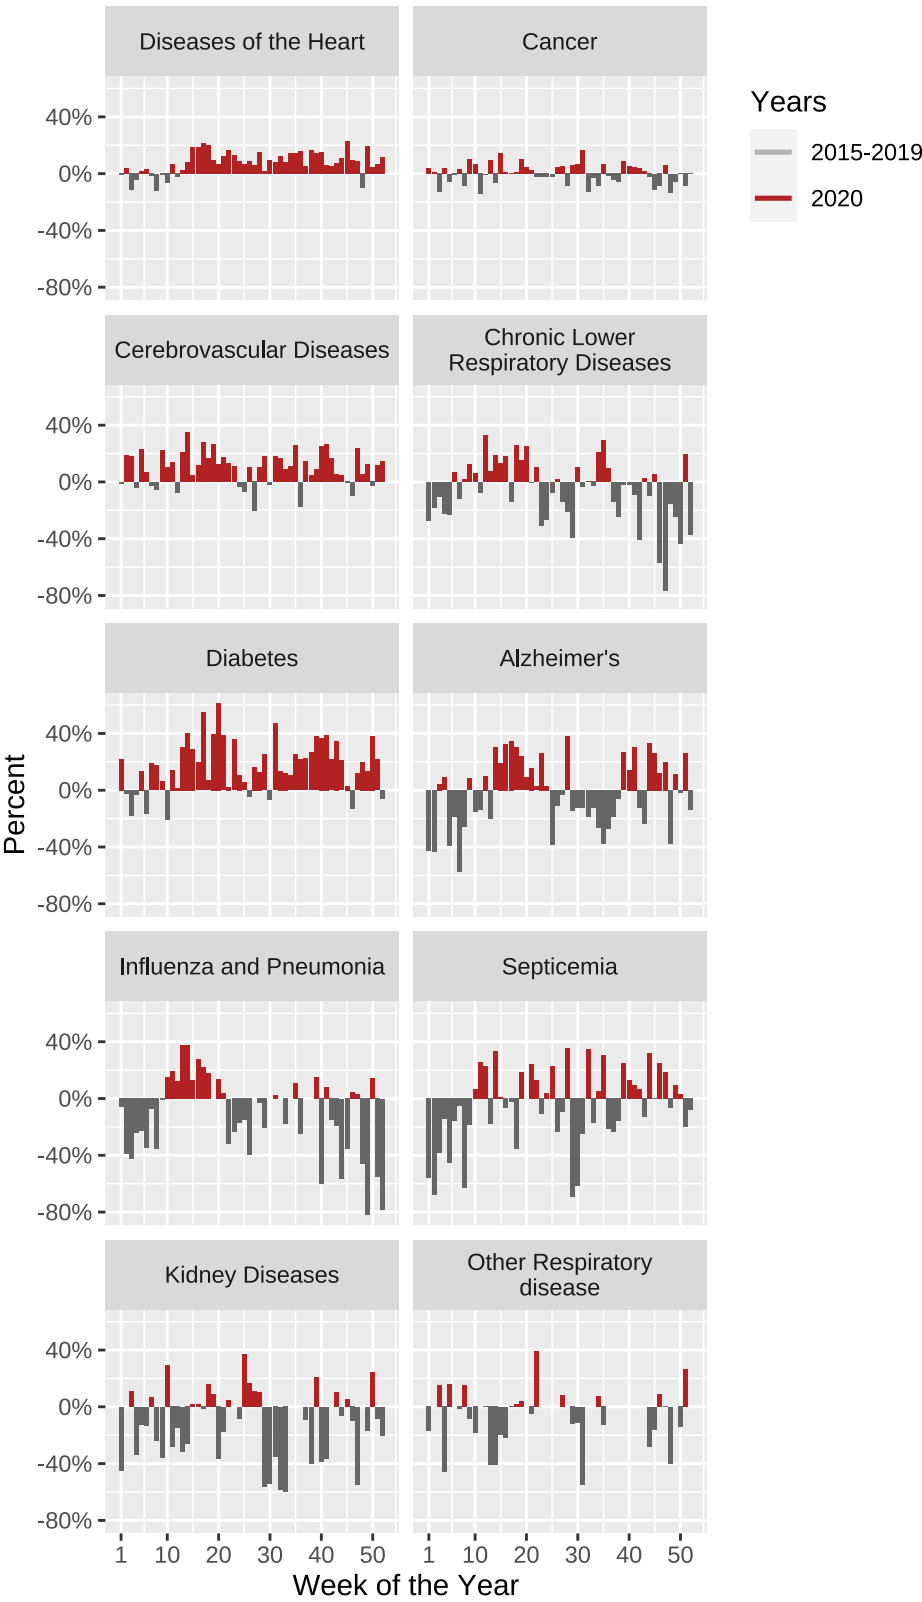 Diseases of the Heart
Cancer
40%
0%
-40%
-80%
Years
2015-2019
2020
Cerebrovascular Diseases
Chronic Lower
Respiratory Diseases
40%
0%
-40%
-80%
Diabetes
Alzheimer's
40%
0%
-40%
-80%
Percent
Influenza and Pneumonia
Septicemia
40%
0%
-40%
-80%
Kidney Diseases
Other Respiratory
disease
40%
0%
-40%
-80%
1 10 20 30 40 50
1 10 20 30 40 50
Week of the Year